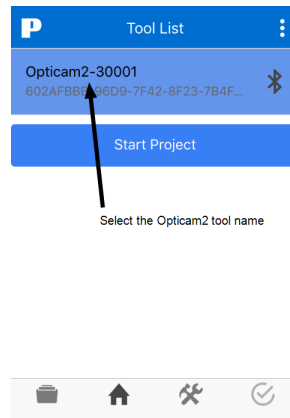 P
Tool List
Opticam2-30001
602AFBBB-96D9-7F42-8F23-7B4F...
Start Project
Select the Opticam2 tool name